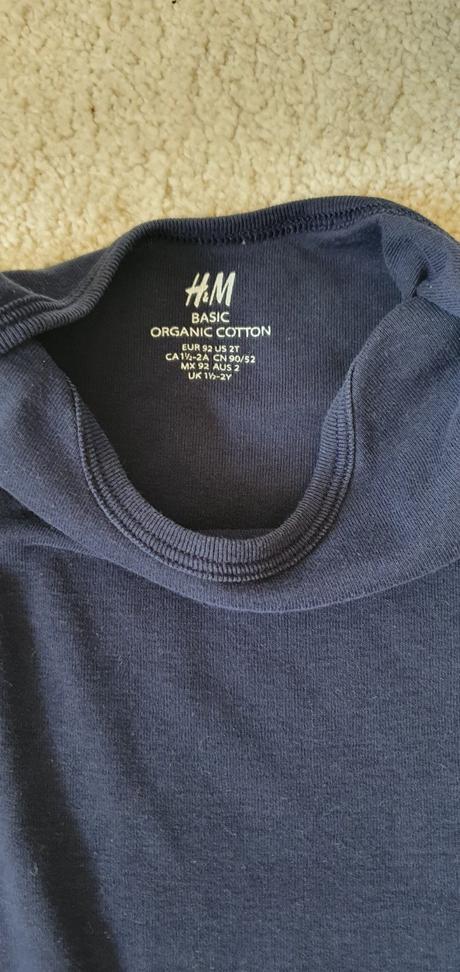 H&M
BASIC
ORGANIC COTTON
EUR 92 US 2T
CA 1½-2A CN 90/52
MX 92 AUS 2
UK 1½-2Y